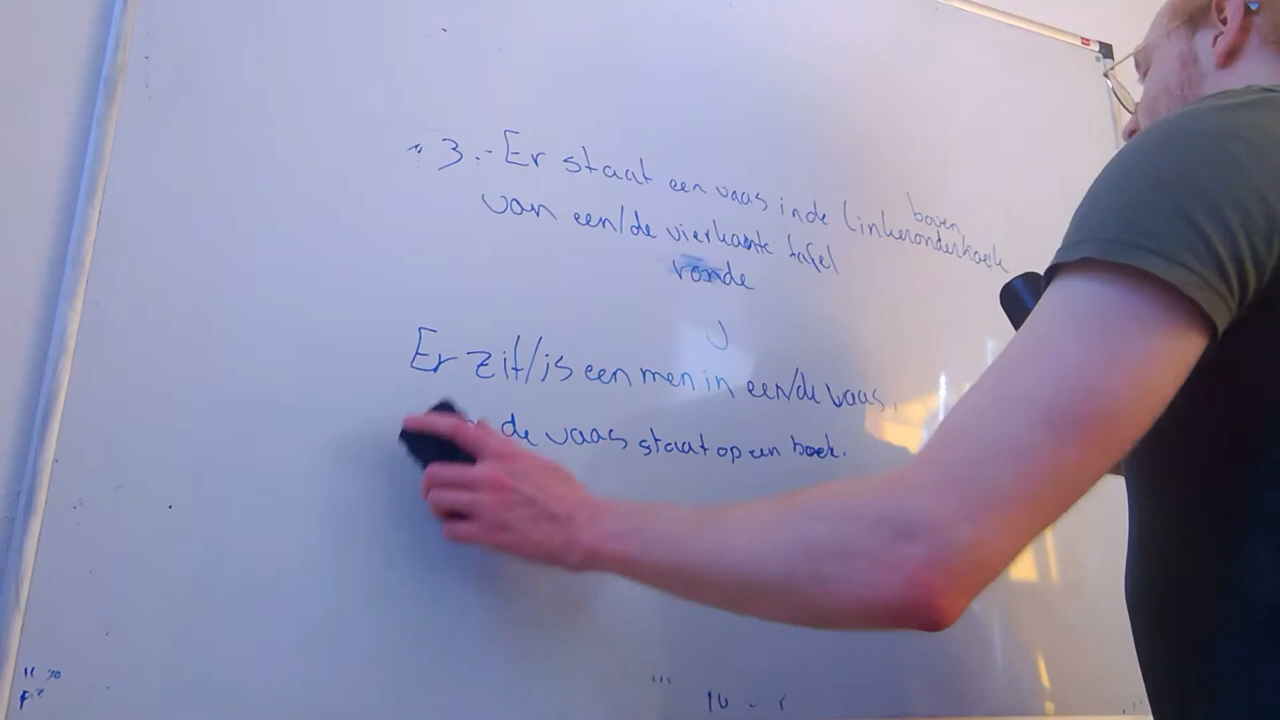 3.- Er staat een vaas in de linkeronderhoek
boven
van een/de vierkante tafel
ronde
Er zit/is een men in een/de vaas.
de vaas staat op een boek.